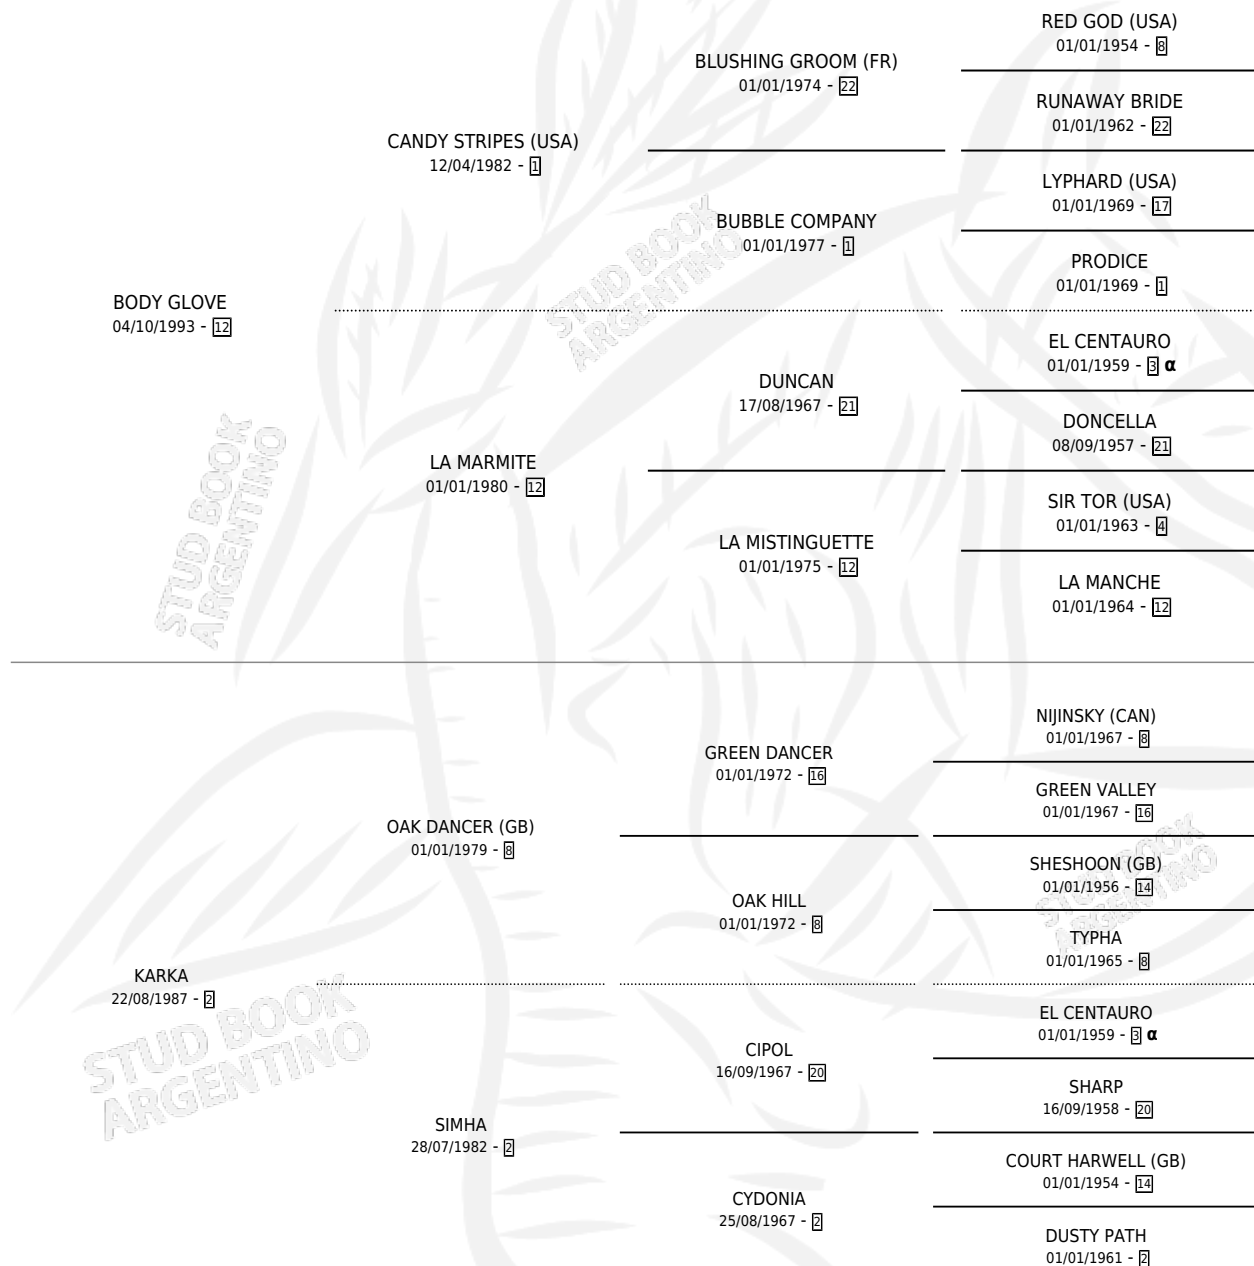 RED GOD (USA)
01/01/1954 - 8
BLUSHING GROOM (FR)
01/01/1974 - 22
RUNAWAY BRIDE
01/01/1962 - 22
CANDY STRIPES (USA)
12/04/1982 - 1
LYPHARD (USA)
01/01/1969 - 17
BUBBLE COMPANY
01/01/1977 - 1
PRODICE
01/01/1969 - 1
BODY GLOVE
04/10/1993 - 12
EL CENTAURO
01/01/1959 - 3 α
DUNCAN
17/08/1967 - 21
DONCELLA
08/09/1957 - 21
LA MARMITE
01/01/1980 - 12
SIR TOR (USA)
01/01/1963 - 4
LA MISTINGUETTE
01/01/1975 - 12
LA MANCHE
01/01/1964 - 12
STUD BOOK
ARGENTINO
STUD BOOK
ARGENTINO
NIJINSKY (CAN)
01/01/1967 - 8
GREEN DANCER
01/01/1972 - 16
GREEN VALLEY
01/01/1967 - 16
OAK DANCER (GB)
01/01/1979 - 8
SHESHOON (GB)
01/01/1956 - 14
OAK HILL
01/01/1972 - 8
TYPHA
01/01/1965 - 8
KARKA
22/08/1987 - 2
EL CENTAURO
01/01/1959 - 3 α
CIPOL
16/09/1967 - 20
SHARP
16/09/1958 - 20
SIMHA
28/07/1982 - 2
COURT HARWELL (GB)
01/01/1954 - 14
CYDONIA
25/08/1967 - 2
DUSTY PATH
01/01/1961 - 2
STUD BOOK
ARGENTINO
STUD BOOK
ARGENTINO